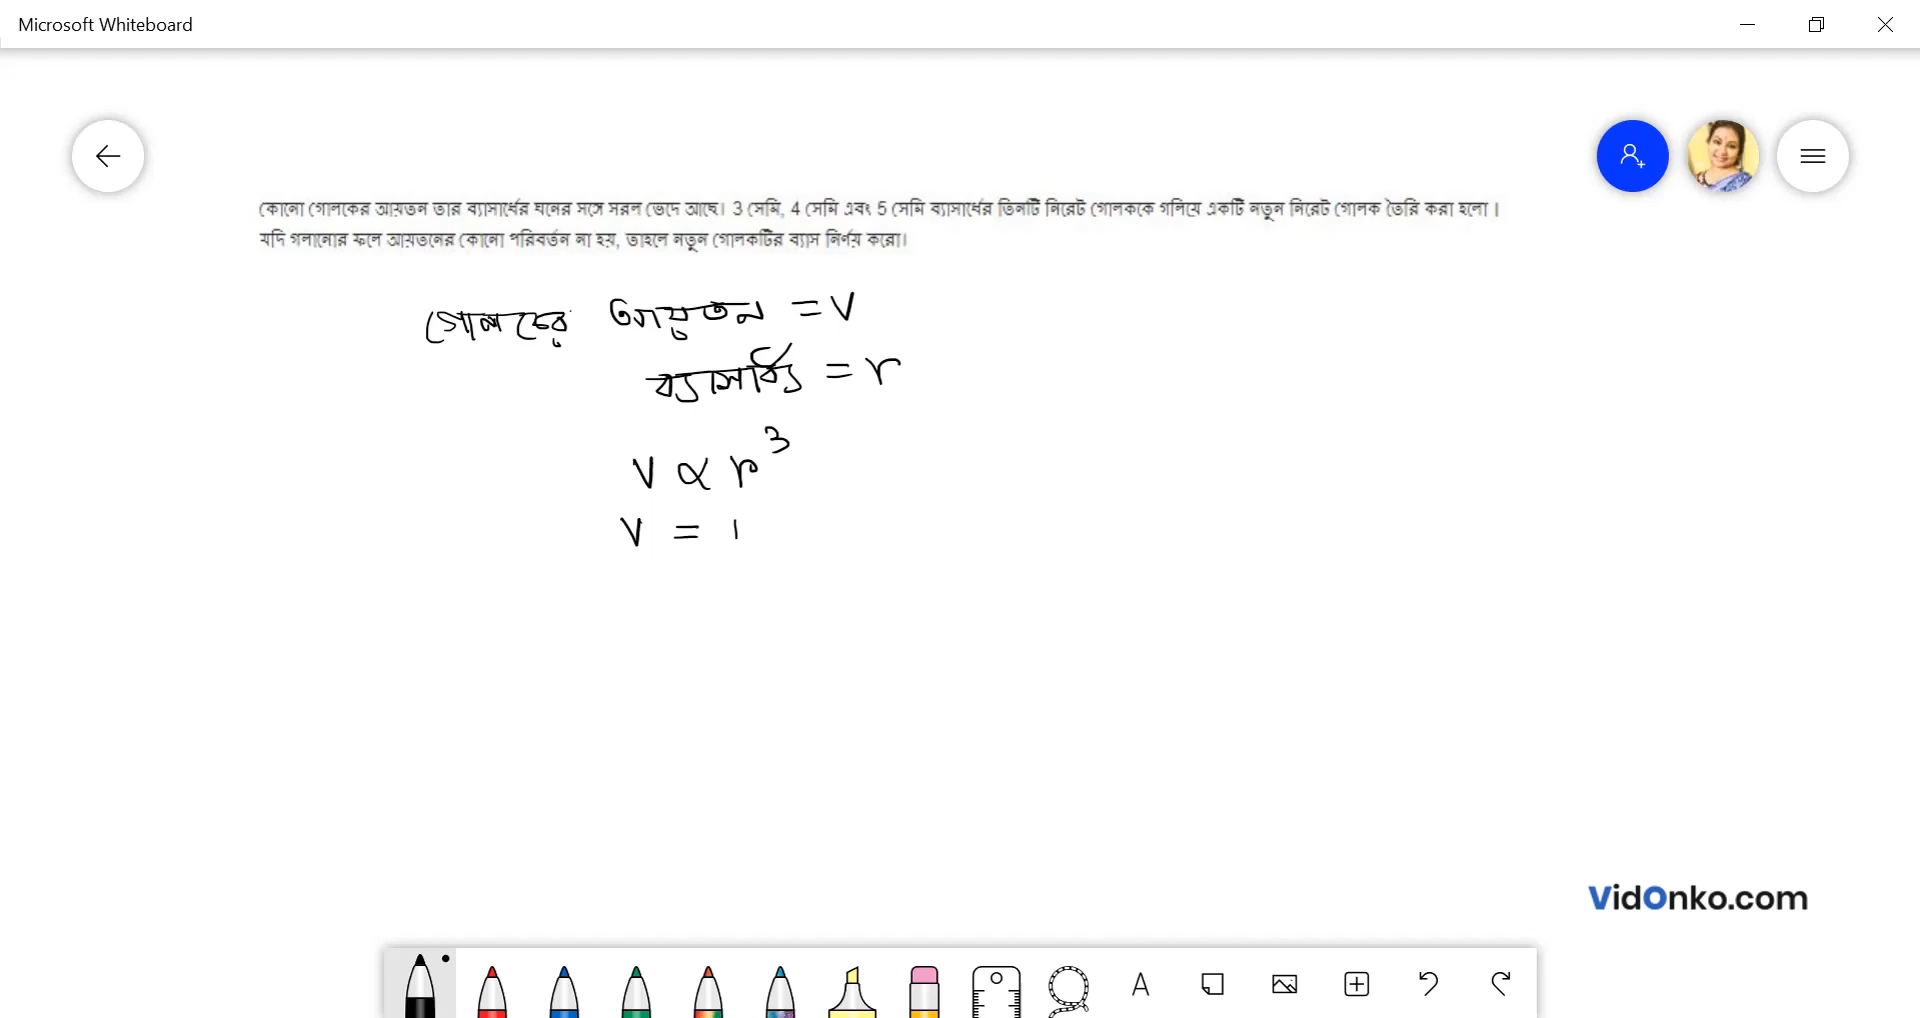 Microsoft Whiteboard
কোনো গোলকের আয়তন তার ব্যাসার্ধের ঘনের সঙ্গে সরল ভেদে আছে। 3 সেমি, 4 সেমি এবং 5 সেমি ব্যাসার্ধের তিনটি নিরেট গোলককে গলিয়ে একটি নতুন নিরেট গোলক তৈরি করা হলো।
যদি গলানোর ফলে আয়তনের কোনো পরিবর্তন না হয়, তাহলে নতুন গোলকটির ব্যাস নির্ণয় করো।
গোলকের আয়তন = V
ব্যাসার্ধ = r
V ∝ r³
V = 
VidOnko.com